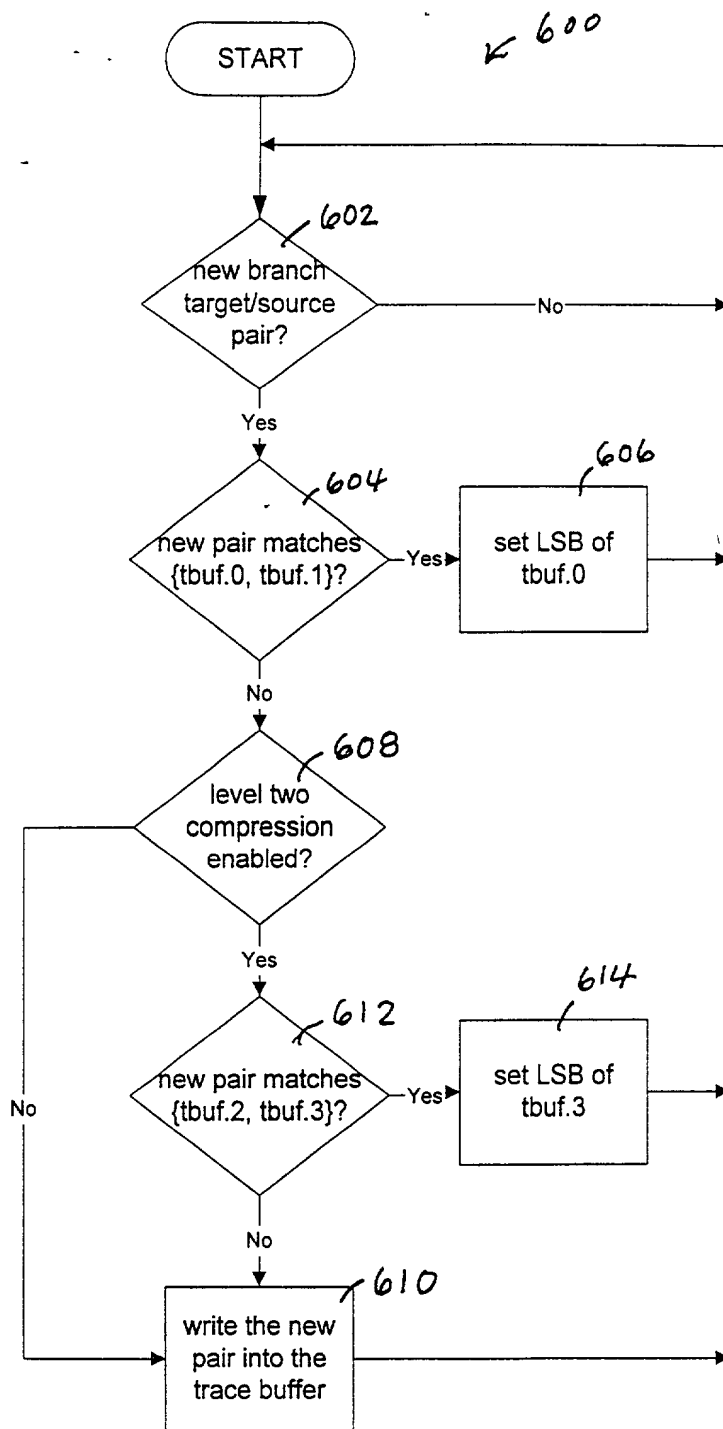 START
600
602
new branch
target/source
pair?
No
Yes
604
new pair matches
{tbuf.0, tbuf.1}?
Yes
606
set LSB of
tbuf.0
No
608
level two
compression
enabled?
Yes
612
new pair matches
{tbuf.2, tbuf.3}?
Yes
614
set LSB of
tbuf.3
No
No
610
write the new
pair into the
trace buffer